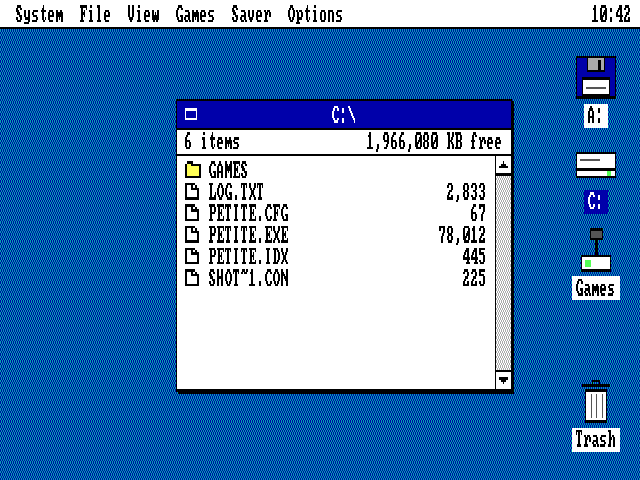 System File View Games Saver Options 10:42
A:
C:\
6 items 1,966,080 KB free
GAMES
LOG.TXT 2,833
PETITE.CFG 67
PETITE.EXE 78,012
PETITE.IDX 445
SHOT~1.CON 225
C:
Games
Trash